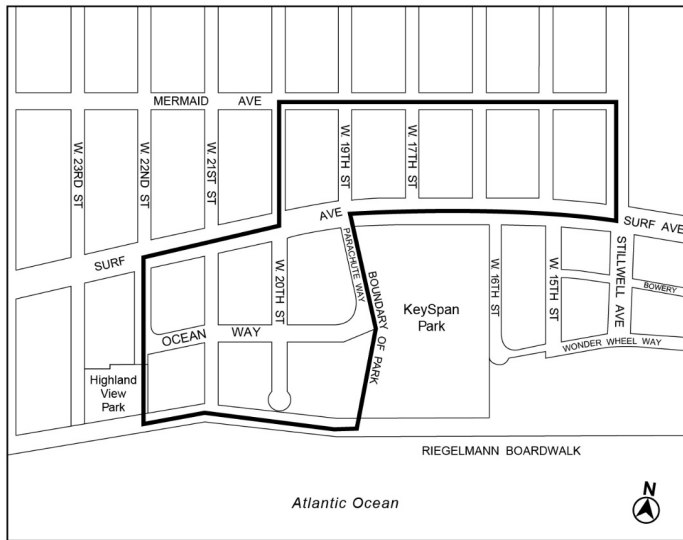 MERMAID AVE
W. 23RD ST
W. 22ND ST
W. 21ST ST
W. 19TH ST
W. 17TH ST
SURF AVE
SURF AVE
STILLWELL AVE
W. 20TH ST
PARACHUTE WAY
BOUNDARY OF PARK
KeySpan
Park
W. 16TH ST
W. 15TH ST
BOWERY
WONDER WHEEL WAY
OCEAN WAY
Highland
View
Park
RIEGELMANN BOARDWALK
Atlantic Ocean
N